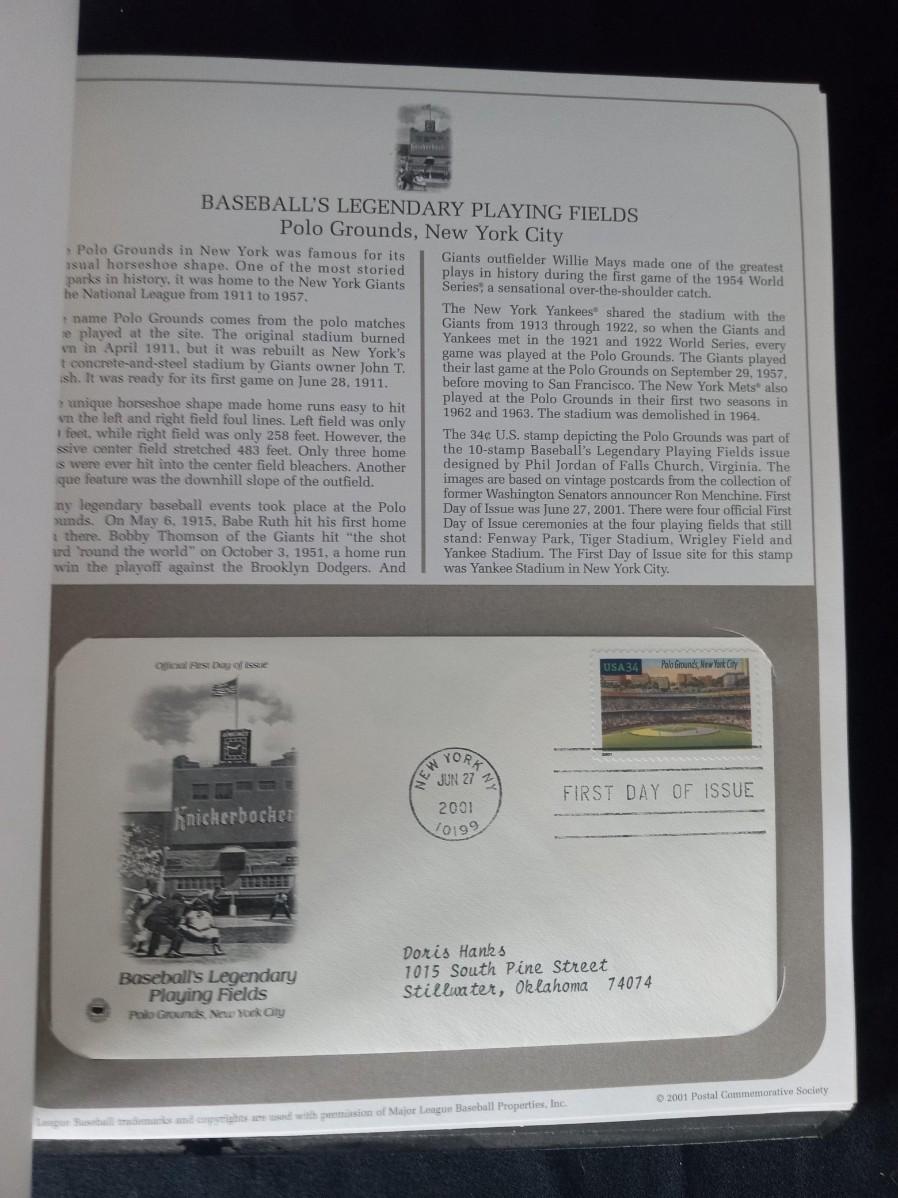 BASEBALL'S LEGENDARY PLAYING FIELDS
Polo Grounds, New York City
Polo Grounds in New York was famous for its
horseshoe shape. One of the most storied
parks in history, it was home to the New York Giants
the National League from 1911 to 1957.
name Polo Grounds comes from the polo matches
played at the site. The original stadium burned
in April 1911, but it was rebuilt as New York's
concrete-and-steel stadium by Giants owner John T.
It was ready for its first game on June 28, 1911.
unique horseshoe shape made home runs easy to hit
the left and right field foul lines. Left field was only
feet, while right field was only 258 feet. However, the
center field stretched 483 feet. Only three home
were ever hit into the center field bleachers. Another
feature was the downhill slope of the outfield.
legendary baseball events took place at the Polo
On May 6, 1915, Babe Ruth hit his first home
there. Bobby Thomson of the Giants hit “the shot
'round the world” on October 3, 1951, a home run
win the playoff against the Brooklyn Dodgers. And
Giants outfielder Willie Mays made one of the greatest
plays in history during the first game of the 1954 World
Series®, a sensational over-the-shoulder catch.
The New York Yankees® shared the stadium with the
Giants from 1913 through 1922, so when the Giants and
Yankees met in the 1921 and 1922 World Series, every
game was played at the Polo Grounds. The Giants played
their last game at the Polo Grounds on September 29, 1957,
before moving to San Francisco. The New York Mets® also
played at the Polo Grounds in their first two seasons in
1962 and 1963. The stadium was demolished in 1964.
The 34¢ U.S. stamp depicting the Polo Grounds was part of
the 10-stamp Baseball's Legendary Playing Fields issue
designed by Phil Jordan of Falls Church, Virginia. The
images are based on vintage postcards from the collection of
former Washington Senators announcer Ron Menchine. First
Day of Issue was June 27, 2001. There were four official First
Day of Issue ceremonies at the four playing fields that still
stand: Fenway Park, Tiger Stadium, Wrigley Field and
Yankee Stadium. The First Day of Issue site for this stamp
was Yankee Stadium in New York City.
Official First Day of Issue
Knickerbocker
Baseball's Legendary
Playing Fields
Polo Grounds, New York City
USA34
Polo Grounds, New York City
2001
NEW YORK NY
JUN 27
2001
10199
FIRST DAY OF ISSUE
Doris Hanks
1015 South Pine Street
Stillwater, Oklahoma 74074
League Baseball trademarks and copyrights are used with permission of Major League Baseball Properties, Inc.
© 2001 Postal Commemorative Society